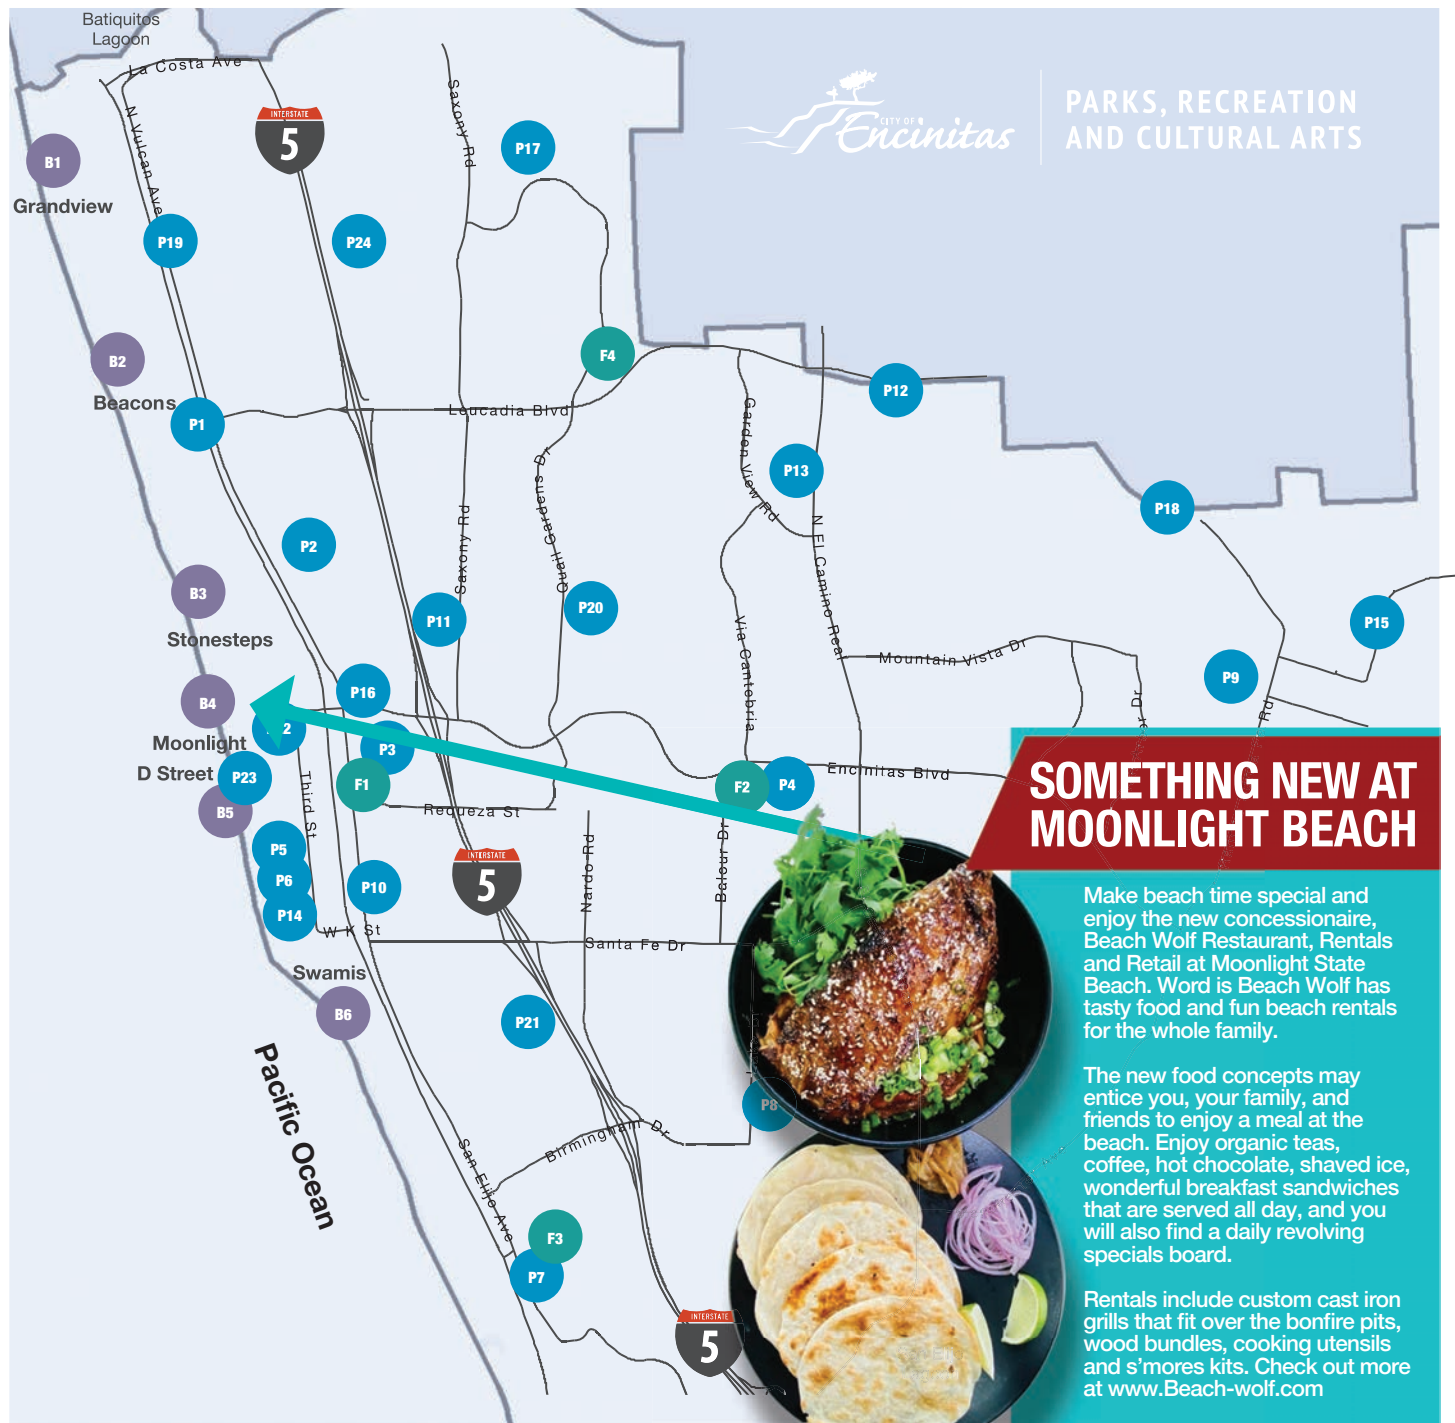 Batiquitos
Lagoon
La Costa Ave
N Vulcan Ave
INTERSTATE
5
Saxony Rd
P17
CITY OF
Encinitas
PARKS, RECREATION
AND CULTURAL ARTS
B1
Grandview
P19
P24
B2
Beacons
P1
F4
Leucadia Blvd
P12
Garden View Rd
P13
Quail Gardens Dr
P18
P2
Saxony Rd
N El Camino Real
B3
Stonesteps
P11
P20
P15
Via Cantebria
Mountain Vista Dr
P9
Dr
Rd
P16
B4
Moonlight
P3
D Street
P23
B5
Third St
F1
Requeza St
F2
P4
Encinitas Blvd
P5
P6
P14
P10
INTERSTATE
5
Nardo Rd
Balour Dr
W K St
Santa Fe Dr
Swamis
B6
P21
Pacific Ocean
P8
Birmingham Dr
San Elijo Ave
F3
P7
INTERSTATE
5
SOMETHING NEW AT
MOONLIGHT BEACH
Make beach time special and
enjoy the new concessionaire,
Beach Wolf Restaurant, Rentals
and Retail at Moonlight State
Beach. Word is Beach Wolf has
tasty food and fun beach rentals
for the whole family.
The new food concepts may
entice you, your family, and
friends to enjoy a meal at the
beach. Enjoy organic teas,
coffee, hot chocolate, shaved ice,
wonderful breakfast sandwiches
that are served all day, and you
will also find a daily revolving
specials board.
Rentals include custom cast iron
grills that fit over the bonfire pits,
wood bundles, cooking utensils
and s'mores kits. Check out more
at www.Beach-wolf.com